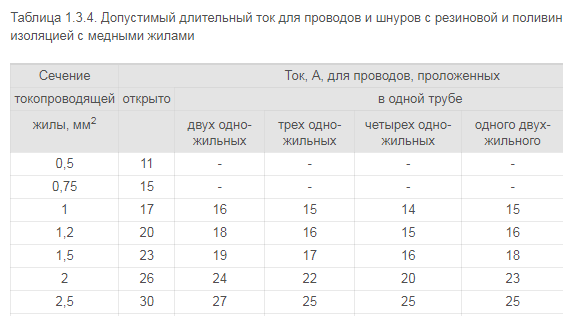 Таблица 1.3.4. Допустимый длительный ток для проводов и шнуров с резиновой и поливин
изоляцией с медными жилами
Сечение Ток, А, для проводов, проложенных
токопроводящей открыто в одной трубе
жилы, мм2 двух одно- трех одно- четырех одно- одного двух-
жильных жильных жильных жильного
0,5 11 - - - -
0,75 15 - - - -
1 17 16 15 14 15
1,2 20 18 16 15 16
1,5 23 19 17 16 18
2 26 24 22 20 23
2,5 30 27 25 25 25